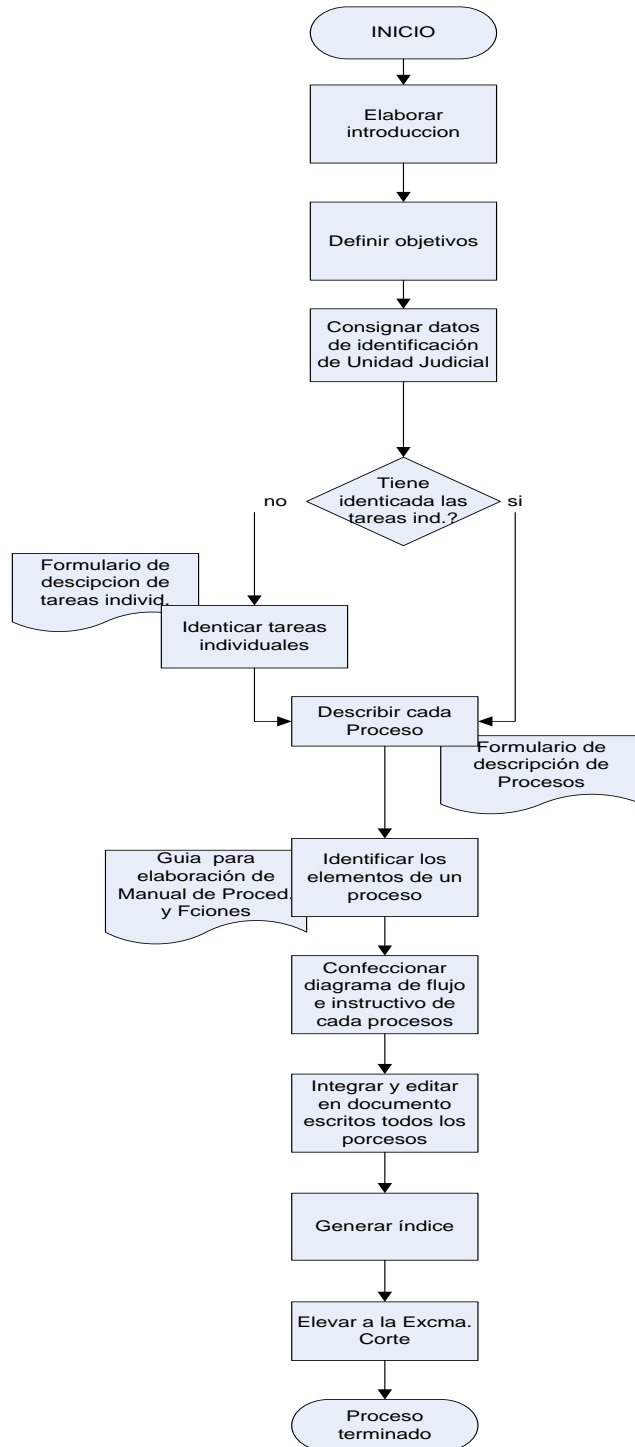 INICIO
Elaborar
introduccion
Definir objetivos
Consignar datos
de identificación
de Unidad Judicial
Tiene
identicada las
tareas ind.?
no
si
Formulario de
descipcion de
tareas individ.
Identicar tareas
individuales
Describir cada
Proceso
Formulario de
descripción de
Procesos
Guia para
elaboración de
Manual de Proced.
y Fciones
Identificar los
elementos de un
proceso
Confeccionar
diagrama de flujo
e instructivo de
cada procesos
Integrar y editar
en documento
escritos todos los
porcesos
Generar índice
Elevar a la Excma.
Corte
Proceso
terminado